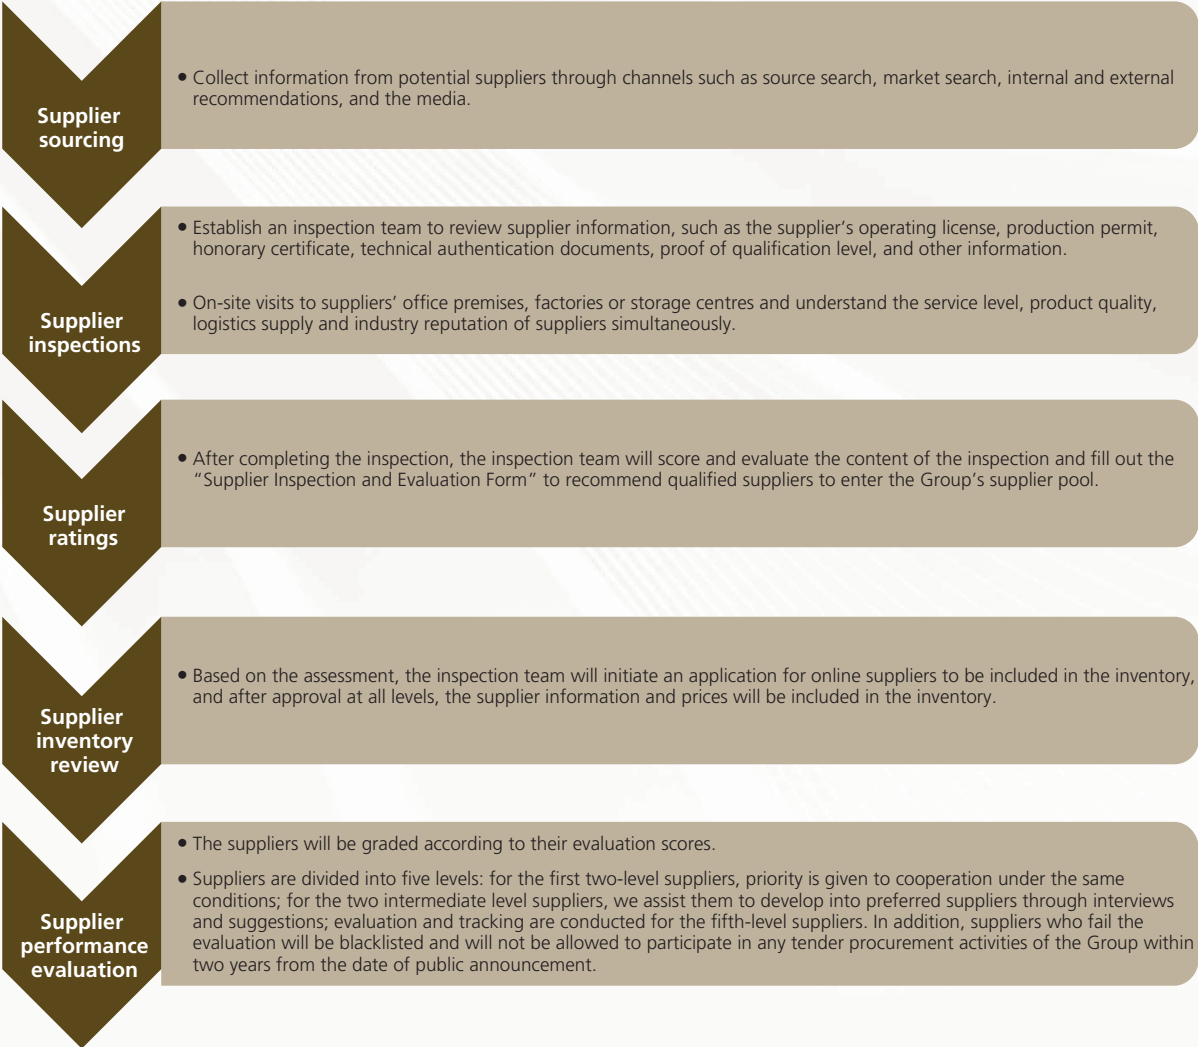 Supplier
sourcing
• Collect information from potential suppliers through channels such as source search, market search, internal and external
recommendations, and the media.
Supplier
inspections
• Establish an inspection team to review supplier information, such as the supplier’s operating license, production permit,
honorary certificate, technical authentication documents, proof of qualification level, and other information.
• On-site visits to suppliers’ office premises, factories or storage centres and understand the service level, product quality,
logistics supply and industry reputation of suppliers simultaneously.
Supplier
ratings
• After completing the inspection, the inspection team will score and evaluate the content of the inspection and fill out the
“Supplier Inspection and Evaluation Form” to recommend qualified suppliers to enter the Group’s supplier pool.
Supplier
inventory
review
• Based on the assessment, the inspection team will initiate an application for online suppliers to be included in the inventory,
and after approval at all levels, the supplier information and prices will be included in the inventory.
Supplier
performance
evaluation
• The suppliers will be graded according to their evaluation scores.
• Suppliers are divided into five levels: for the first two-level suppliers, priority is given to cooperation under the same
conditions; for the two intermediate level suppliers, we assist them to develop into preferred suppliers through interviews
and suggestions; evaluation and tracking are conducted for the fifth-level suppliers. In addition, suppliers who fail the
evaluation will be blacklisted and will not be allowed to participate in any tender procurement activities of the Group within
two years from the date of public announcement.